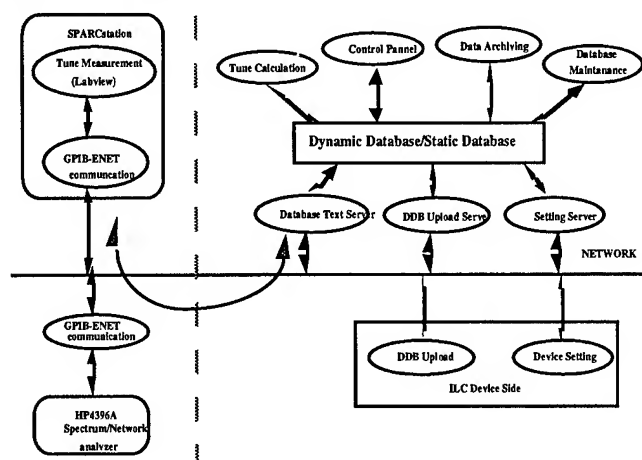 SPARCstation
Tune Measurement
(Labview)
GPIB-ENET
communcation
Tune Calculation
Control Pannel
Data Archiving
Database
Maintanance
Dynamic Database/Static Database
Database Text Server
DDB Upload Serve
Setting Server
NETWORK
GPIB-ENET
communication
DDB Upload
Device Setting
ILC Device Side
HP4396A
Spectrum/Network
analyzer